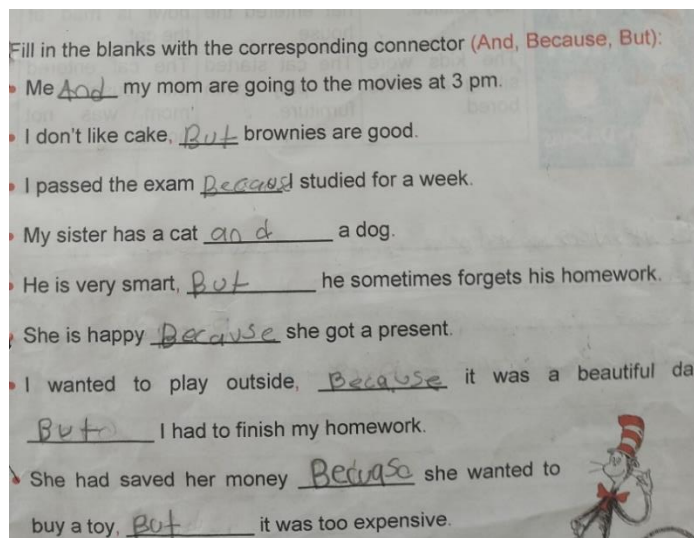 Fill in the blanks with the corresponding connector (And, Because, But):
Me And my mom are going to the movies at 3 pm.
I don't like cake, But brownies are good.
I passed the exam Becaus I studied for a week.
My sister has a cat and a dog.
He is very smart, But he sometimes forgets his homework.
She is happy Because she got a present.
I wanted to play outside, Because it was a beautiful da
But I had to finish my homework.
She had saved her money Becuase she wanted to
buy a toy, But it was too expensive.